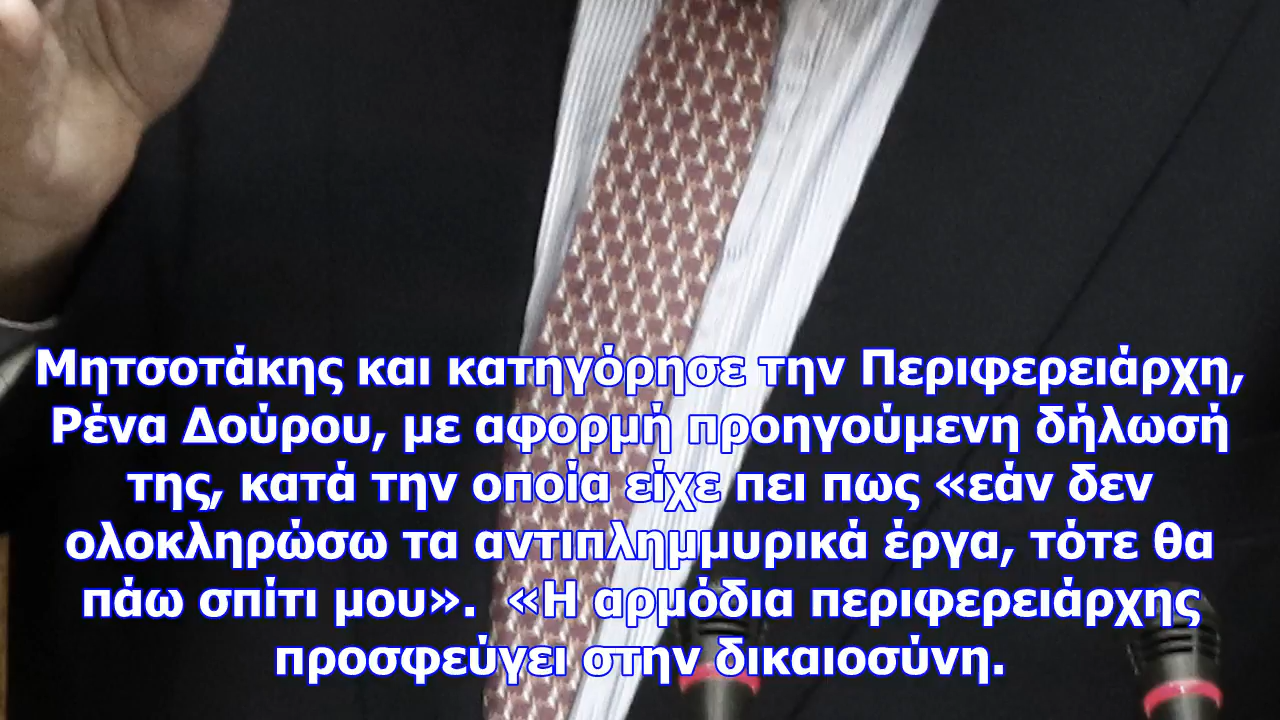 Μητσοτάκης και κατηγόρησε την Περιφερειάρχη,
Ρένα Δούρου, με αφορμή προηγούμενη δήλωσή
της, κατά την οποία είχε πει πως «εάν δεν
ολοκληρώσω τα αντιπλημμυρικά έργα, τότε θα
πάω σπίτι μου».  «Η αρμόδια περιφερειάρχης
προσφεύγει στην δικαιοσύνη.